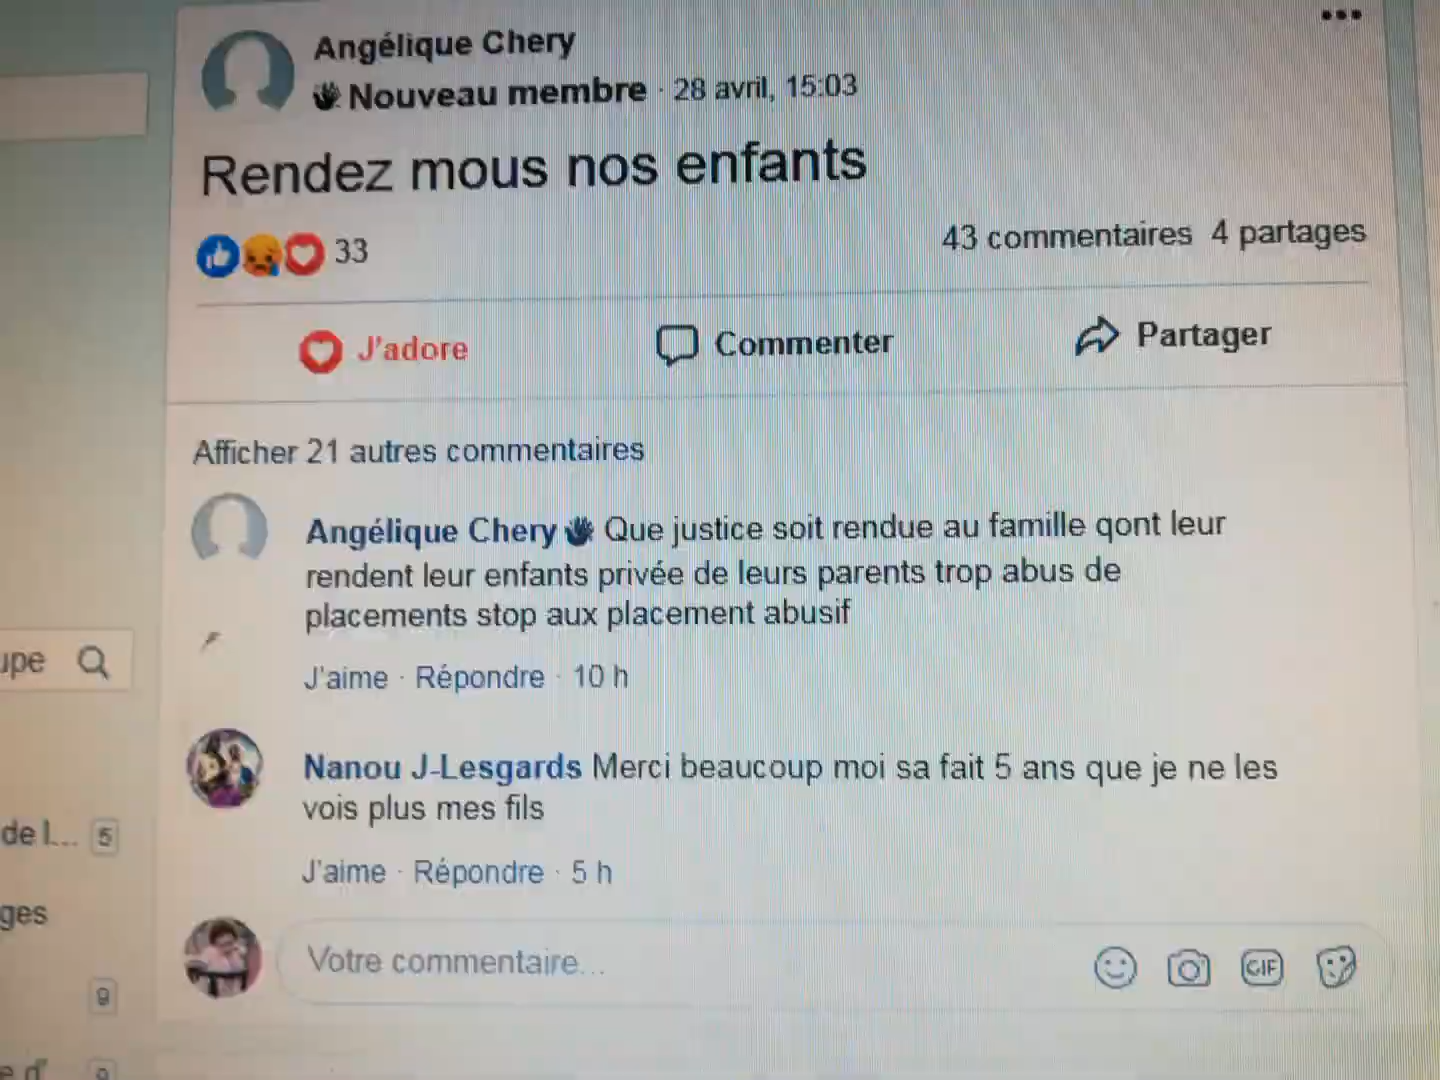 Angélique Chery
Nouveau membre · 28 avril, 15:03
Rendez mous nos enfants
33
43 commentaires 4 partages
J'adore
Commenter
Partager
Afficher 21 autres commentaires
Angélique Chery Que justice soit rendue au famille qont leur
rendent leur enfants privée de leurs parents trop abus de
placements stop aux placement abusif
J'aime · Répondre · 10 h
upe
Nanou J-Lesgards Merci beaucoup moi sa fait 5 ans que je ne les
vois plus mes fils
de l... 5
J'aime · Répondre · 5 h
ges
Votre commentaire...
GIF
9
e d'